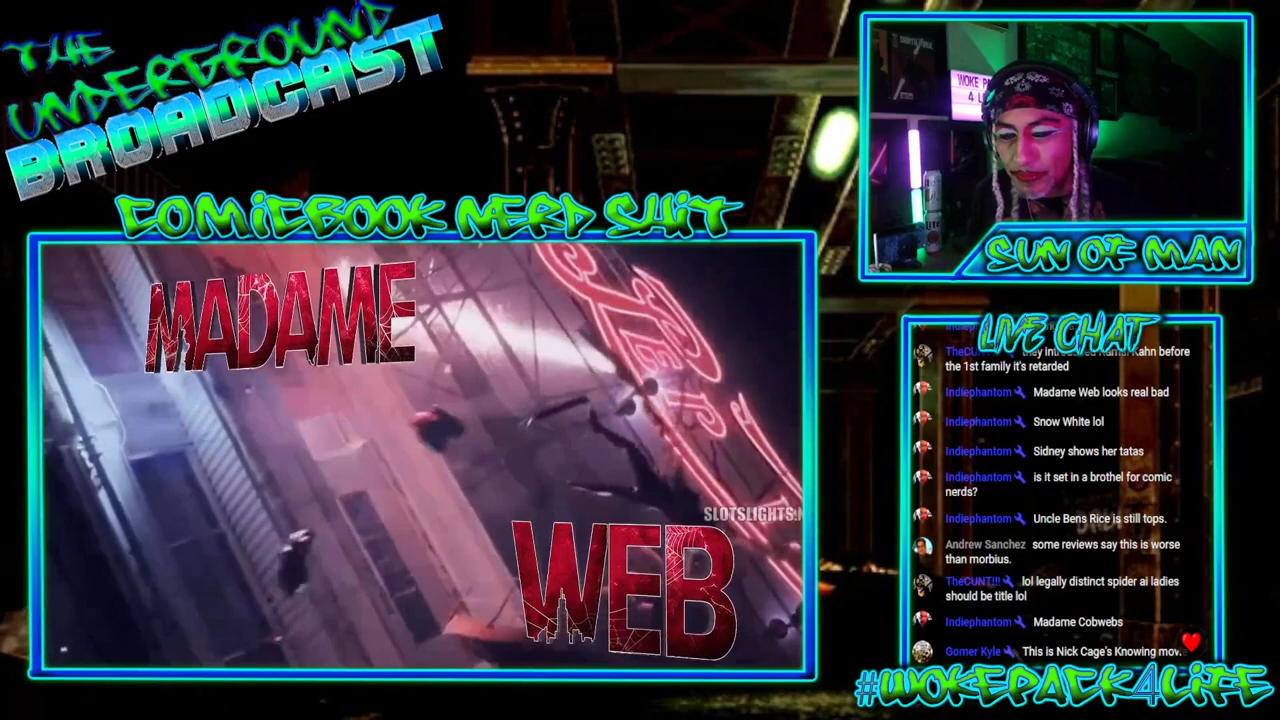 THE
UNDERGROUND
BROADCAST
COMICBOOK NERD SHIT
MADAME
WEB
SLOTSLIGHTS.N
WOKE
4 L
SUN OF MAN
LIVE CHAT
Kahn before
the 1st family it's retarded
Indiephantom Madame Web looks real bad
Indiephantom Snow White lol
Indiephantom Sidney shows her tatas
Indiephantom is it set in a brothel for comic
nerds?
Indiephantom Uncle Bens Rice is still tops.
Andrew Sanchez some reviews say this is worse
than morbius.
TheCUNT!!! lol legally distinct spider ai ladies
should be title lol
Indiephantom Madame Cobwebs
Gomer Kyle This is Nick Cage's Knowing
#WOKEPACK4LIFE